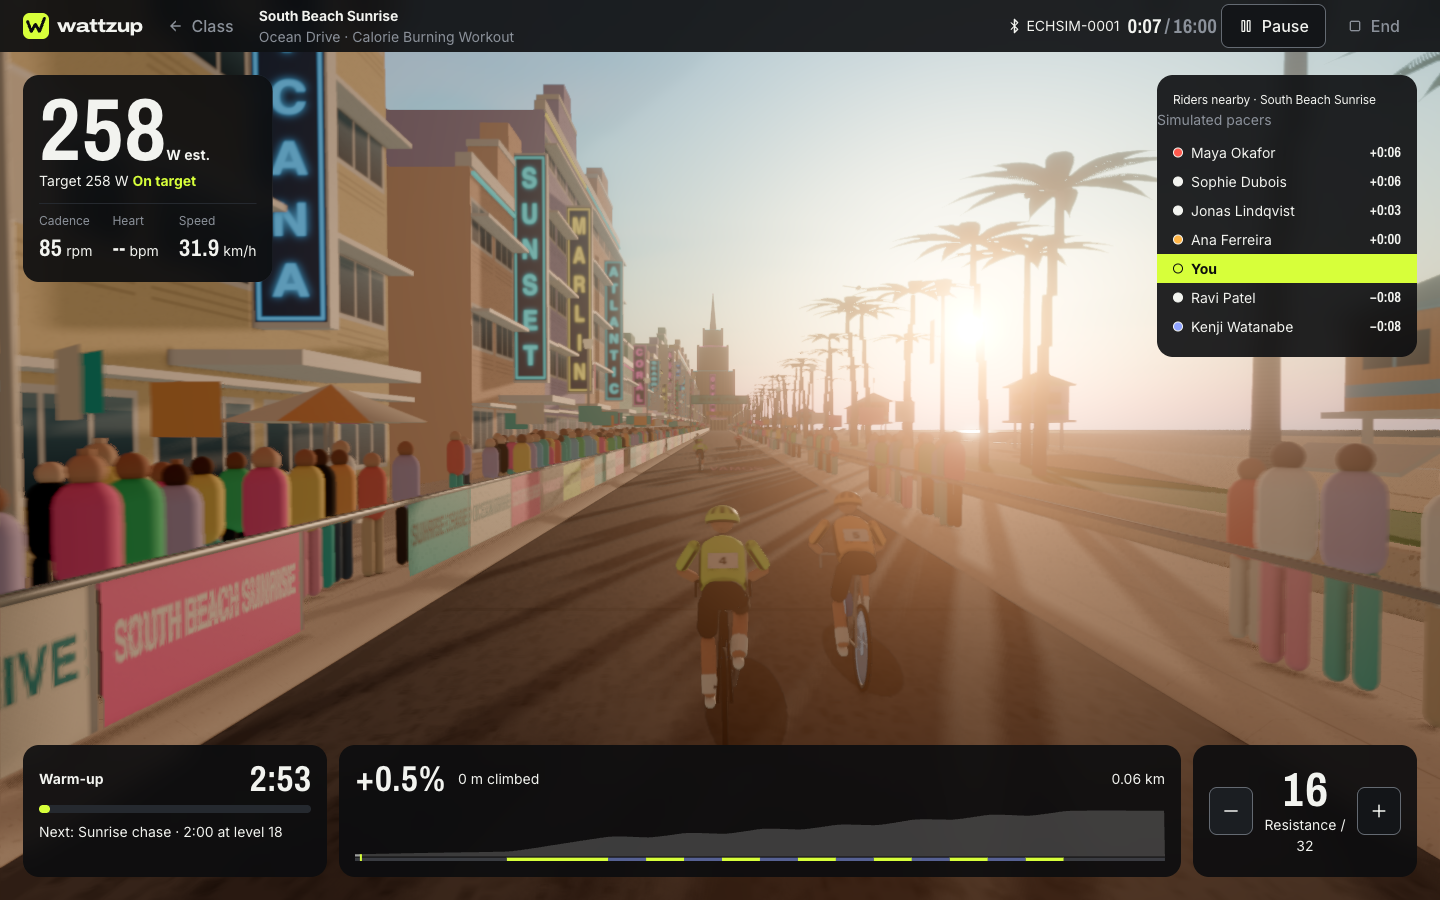 wattzup
Class
South Beach Sunrise
Ocean Drive · Calorie Burning Workout
ECHSIM-0001
0:07 / 16:00
Pause
End
258 W est.
Target 258 W On target
Cadence Heart Speed
85 rpm -- bpm 31.9 km/h
Riders nearby · South Beach Sunrise
Simulated pacers
Maya Okafor +0:06
Sophie Dubois +0:06
Jonas Lindqvist +0:03
Ana Ferreira +0:00
You
Ravi Patel −0:08
Kenji Watanabe −0:08
CANA
SUNSET
MARLIN
ATLANTIC
CORAL
4
SOUTH BEACH SUNRISE
IVE
Warm-up 2:53
Next: Sunrise chase · 2:00 at level 18
+0.5% 0 m climbed 0.06 km
−
16
Resistance /
32
+